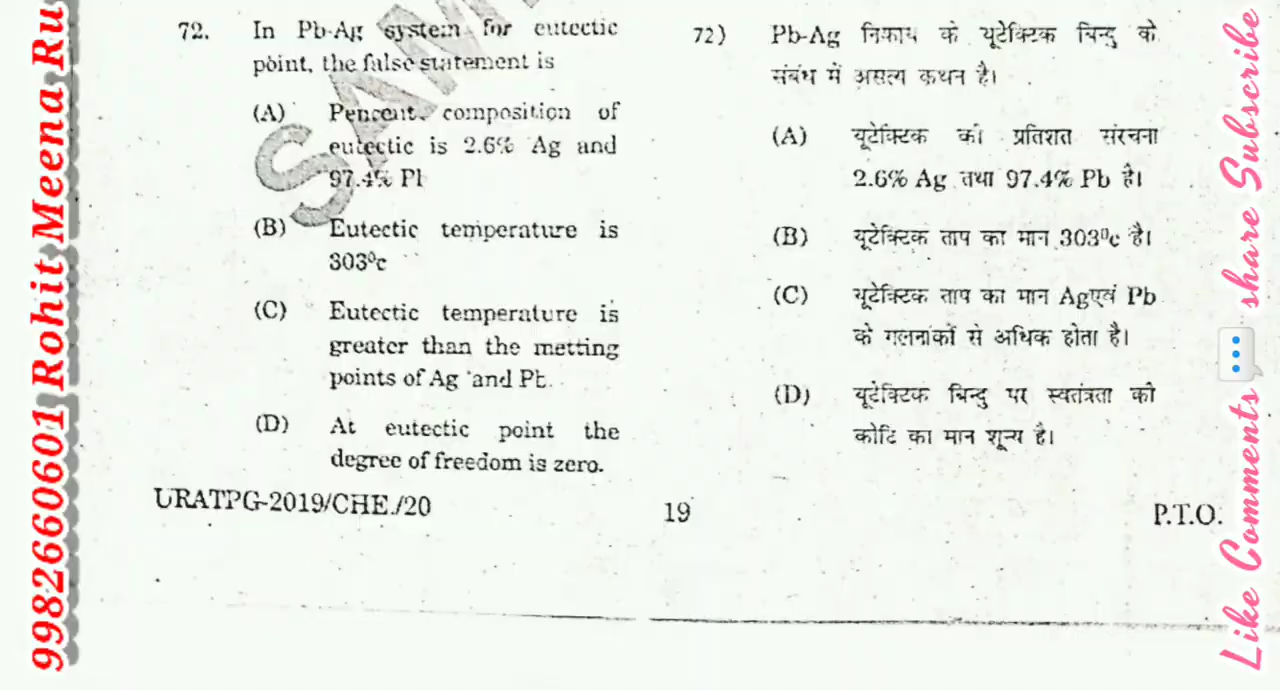 9982660601 Rohit Meena Ru
72. In Pb-Ag system for eutectic
point, the false statement is
(A) Percent composition of
eutectic is 2.6% Ag and
97.4% Pb
(B) Eutectic temperature is
303⁰c
(C) Eutectic temperature is
greater than the metting
points of Ag and Pb.
(D) At eutectic point the
degree of freedom is zero.
72) Pb-Ag निकाय के यूटेक्टिक बिन्दु के
संबंध में असत्य कथन है।
(A) यूटेक्टिक की प्रतिशत संरचना
2.6% Ag तथा 97.4% Pb है।
(B) यूटेक्टिक ताप का मान 303⁰c है।
(C) यूटेक्टिक ताप का मान Agएवं Pb
के गलनाकों से अधिक होता है।
(D) यूटेक्टिक बिन्दु पर स्वतंत्रता की
कोटि का मान शून्य है।
URATPG-2019/CHE./20 19 P.T.O.
Like Comments share Subscribe